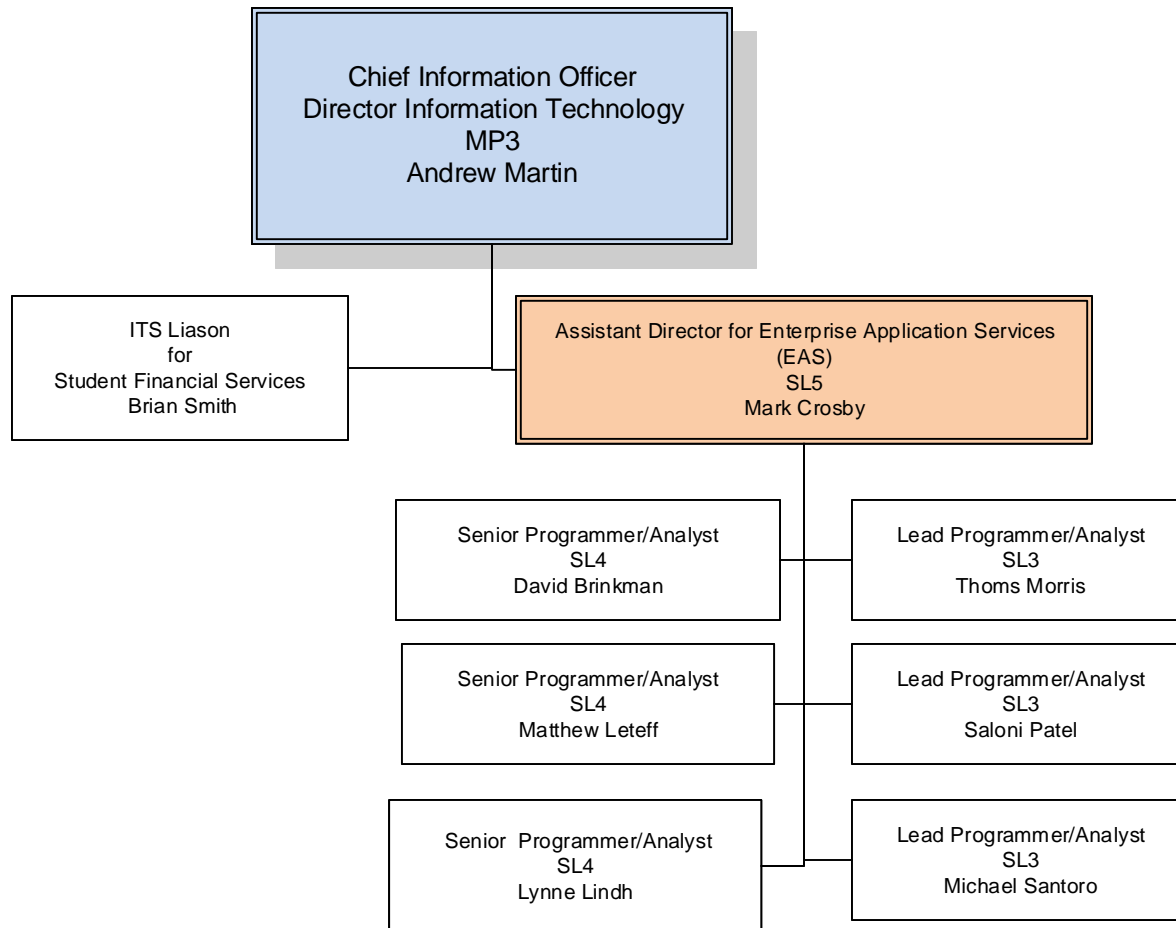 Chief Information Officer
Director Information Technology
MP3
Andrew Martin
ITS Liason
for
Student Financial Services
Brian Smith
Assistant Director for Enterprise Application Services
(EAS)
SL5
Mark Crosby
Senior Programmer/Analyst
SL4
David Brinkman
Lead Programmer/Analyst
SL3
Thoms Morris
Senior Programmer/Analyst
SL4
Matthew Leteff
Lead Programmer/Analyst
SL3
Saloni Patel
Senior Programmer/Analyst
SL4
Lynne Lindh
Lead Programmer/Analyst
SL3
Michael Santoro